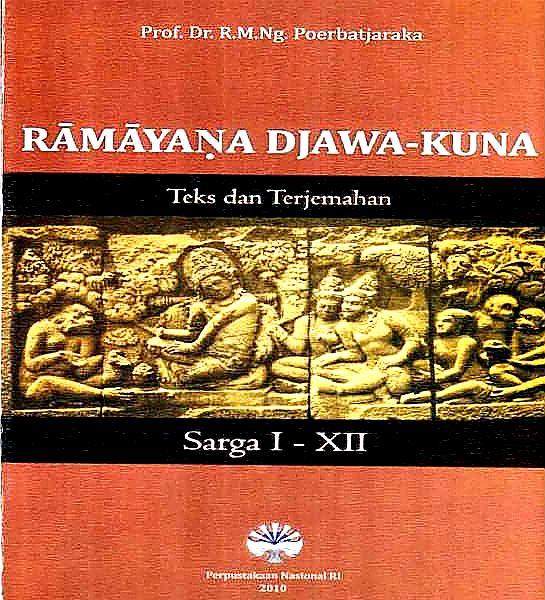 Prof. Dr. R.M.Ng. Poerbatjaraka
RĀMĀYAṆA DJAWA-KUNA
Teks dan Terjemahan
Sarga I - XII
Perpustakaan Nasional RI
2010